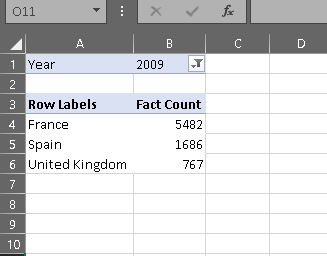 O11 fx
A B C D
1 Year 2009
2
3 Row Labels Fact Count
4 France 5482
5 Spain 1686
6 United Kingdom 767
7
8
9
10